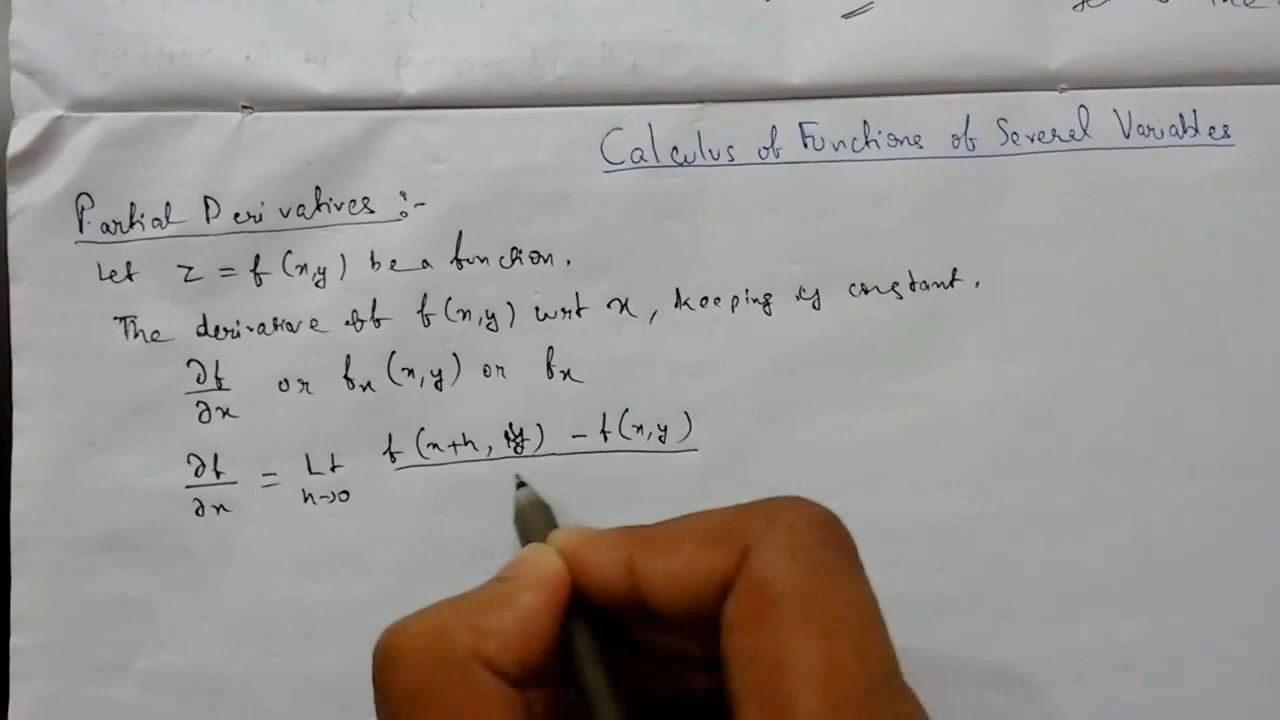 Calculus of Functions of Several Variables
Partial Derivatives :-
Let z = f(x,y) be a function.
The derivative of f(x,y) wrt x, keeping y constant.
∂f/∂x or fx(x,y) or fx
∂f/∂x = Lt h→0 f(x+h, y) - f(x,y)